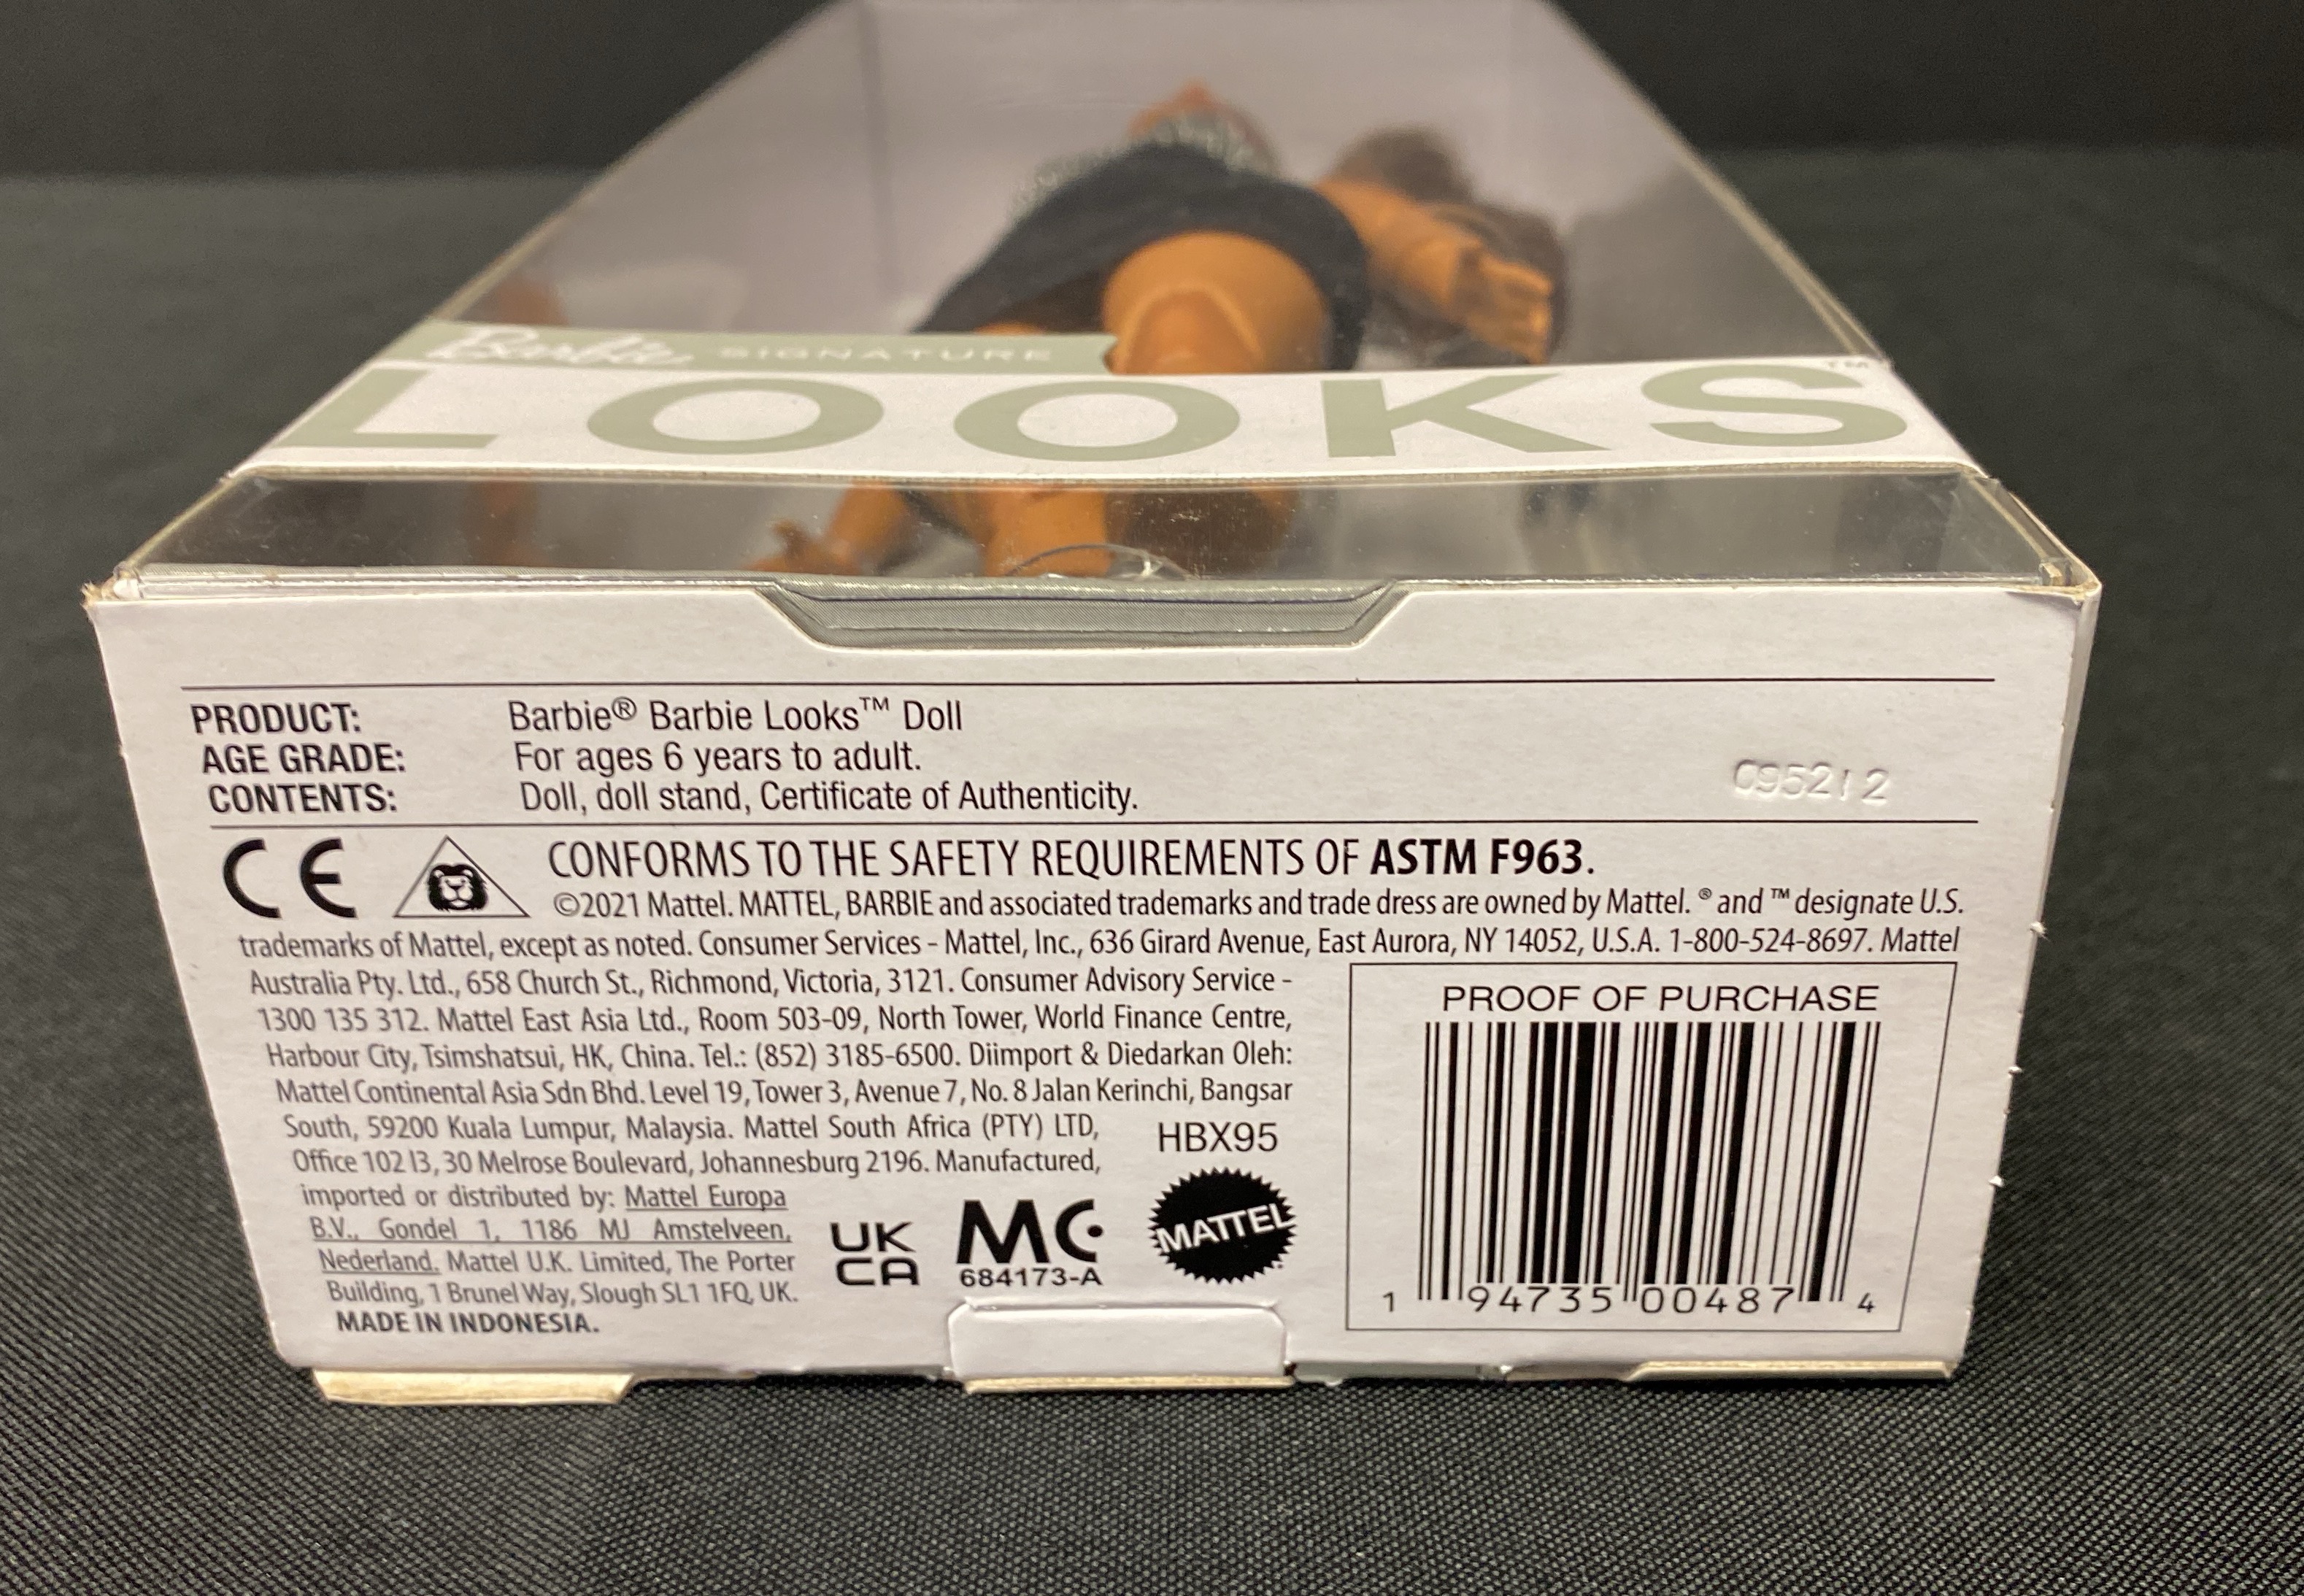 Barbie SIGNATURE
LOOKS™
PRODUCT: Barbie® Barbie Looks™ Doll
AGE GRADE: For ages 6 years to adult.
CONTENTS: Doll, doll stand, Certificate of Authenticity.
C95212
CE CONFORMS TO THE SAFETY REQUIREMENTS OF ASTM F963.
©2021 Mattel. MATTEL, BARBIE and associated trademarks and trade dress are owned by Mattel. ® and ™ designate U.S.
trademarks of Mattel, except as noted. Consumer Services – Mattel, Inc., 636 Girard Avenue, East Aurora, NY 14052, U.S.A. 1-800-524-8697. Mattel
Australia Pty. Ltd., 658 Church St., Richmond, Victoria, 3121. Consumer Advisory Service –
1300 135 312. Mattel East Asia Ltd., Room 503-09, North Tower, World Finance Centre,
Harbour City, Tsimshatsui, HK, China. Tel.: (852) 3185-6500. Diimport & Diedarkan Oleh:
Mattel Continental Asia Sdn Bhd. Level 19, Tower 3, Avenue 7, No. 8 Jalan Kerinchi, Bangsar
South, 59200 Kuala Lumpur, Malaysia. Mattel South Africa (PTY) LTD,
Office 102 I3, 30 Melrose Boulevard, Johannesburg 2196. Manufactured,
imported or distributed by: Mattel Europa
B.V., Gondel 1, 1186 MJ Amstelveen,
Nederland. Mattel U.K. Limited, The Porter
Building, 1 Brunel Way, Slough SL1 1FQ, UK.
MADE IN INDONESIA.
UK
CA
MC
684173-A
HBX95
MATTEL
PROOF OF PURCHASE
1 94735 00487 4